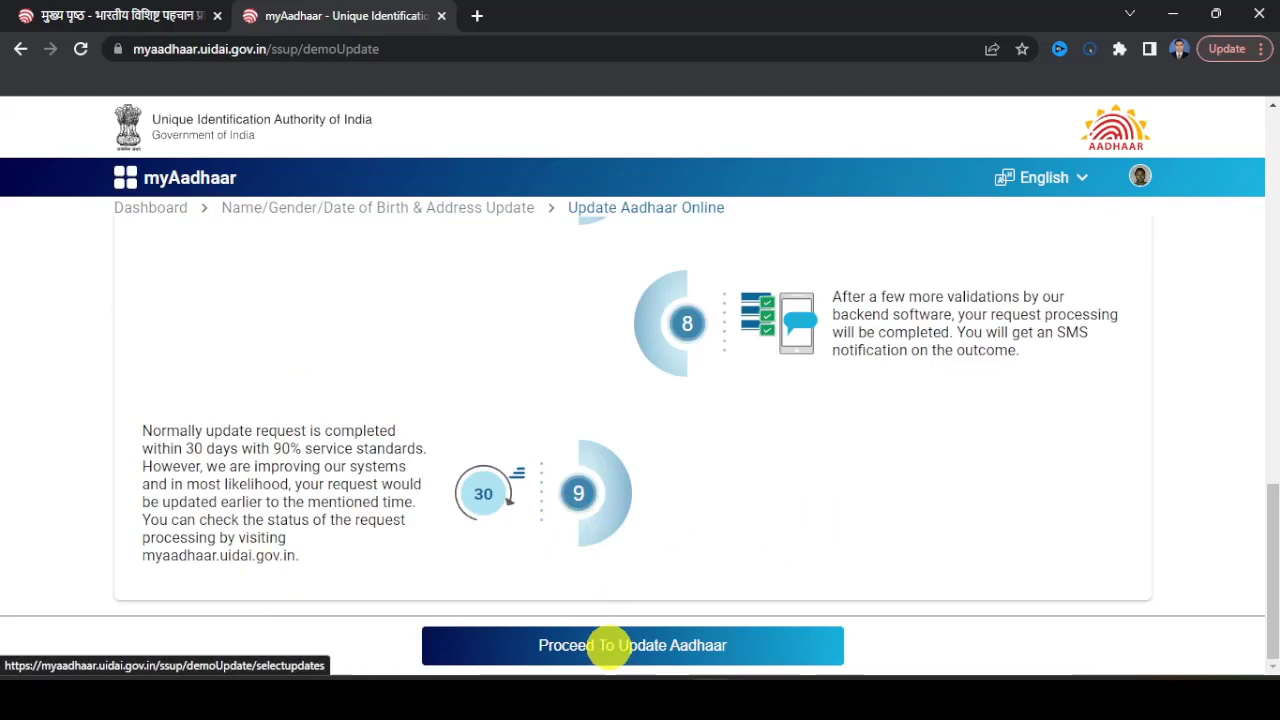 मुख्य पृष्ठ - भारतीय विशिष्ट पहचान प्र
myAadhaar - Unique Identificatio
myaadhaar.uidai.gov.in/ssup/demoUpdate
Update
Unique Identification Authority of India
Government of India
AADHAAR
myAadhaar
English
Dashboard > Name/Gender/Date of Birth & Address Update > Update Aadhaar Online
8
After a few more validations by our
backend software, your request processing
will be completed. You will get an SMS
notification on the outcome.
Normally update request is completed
within 30 days with 90% service standards.
However, we are improving our systems
and in most likelihood, your request would
be updated earlier to the mentioned time.
You can check the status of the request
processing by visiting
myaadhaar.uidai.gov.in.
30
9
Proceed To Update Aadhaar
https://myaadhaar.uidai.gov.in/ssup/demoUpdate/selectupdates